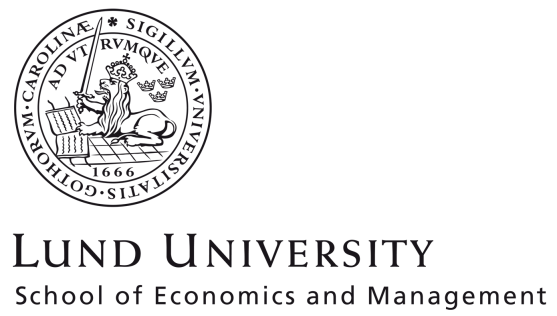 SIGILLVM·VNIVERSITATIS·GOTHORVM·CAROLINÆ
AD VTRVMQVE
1666
LUND UNIVERSITY
School of Economics and Management